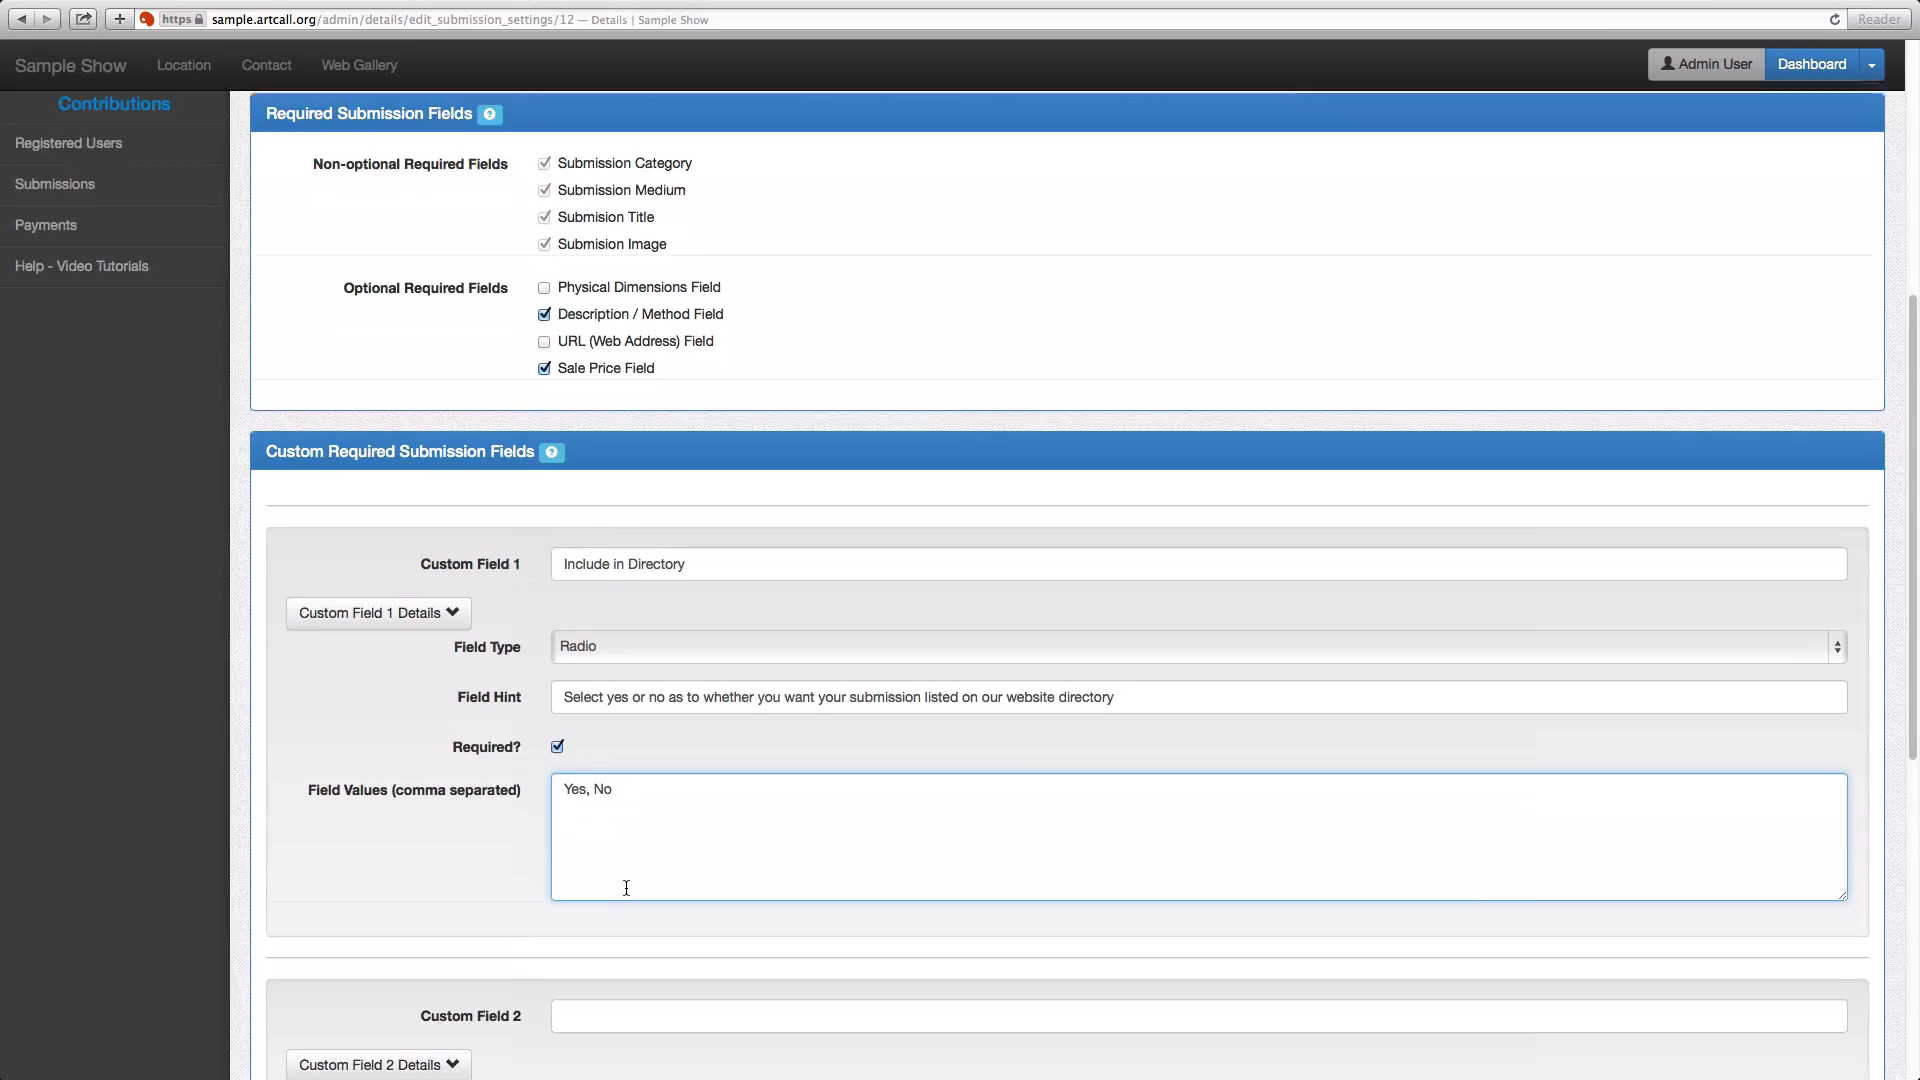 https sample.artcall.org/admin/details/edit_submission_settings/12 — Details | Sample Show Reader
Sample Show Location Contact Web Gallery Admin User Dashboard
Contributions
Registered Users
Submissions
Payments
Help - Video Tutorials
Required Submission Fields ?
Non-optional Required Fields
Submission Category
Submission Medium
Submision Title
Submision Image
Optional Required Fields
Physical Dimensions Field
Description / Method Field
URL (Web Address) Field
Sale Price Field
Custom Required Submission Fields ?
Custom Field 1 Include in Directory
Custom Field 1 Details
Field Type Radio
Field Hint Select yes or no as to whether you want your submission listed on our website directory
Required?
Field Values (comma separated) Yes, No
Custom Field 2
Custom Field 2 Details